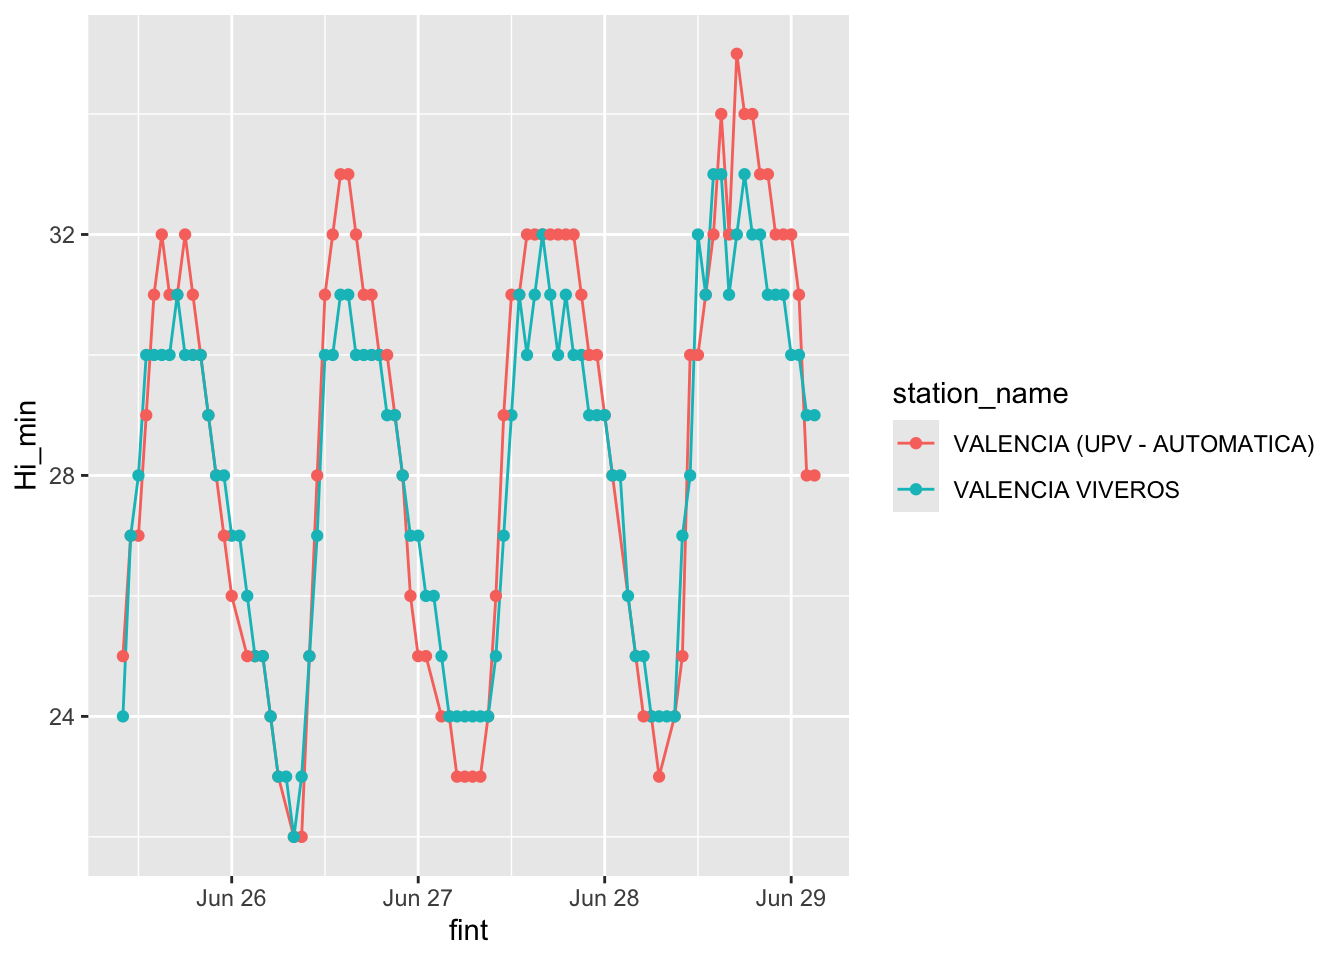 Hi_min
32
28
24
Jun 26
Jun 27
Jun 28
Jun 29
fint
station_name
VALENCIA (UPV - AUTOMATICA)
VALENCIA VIVEROS